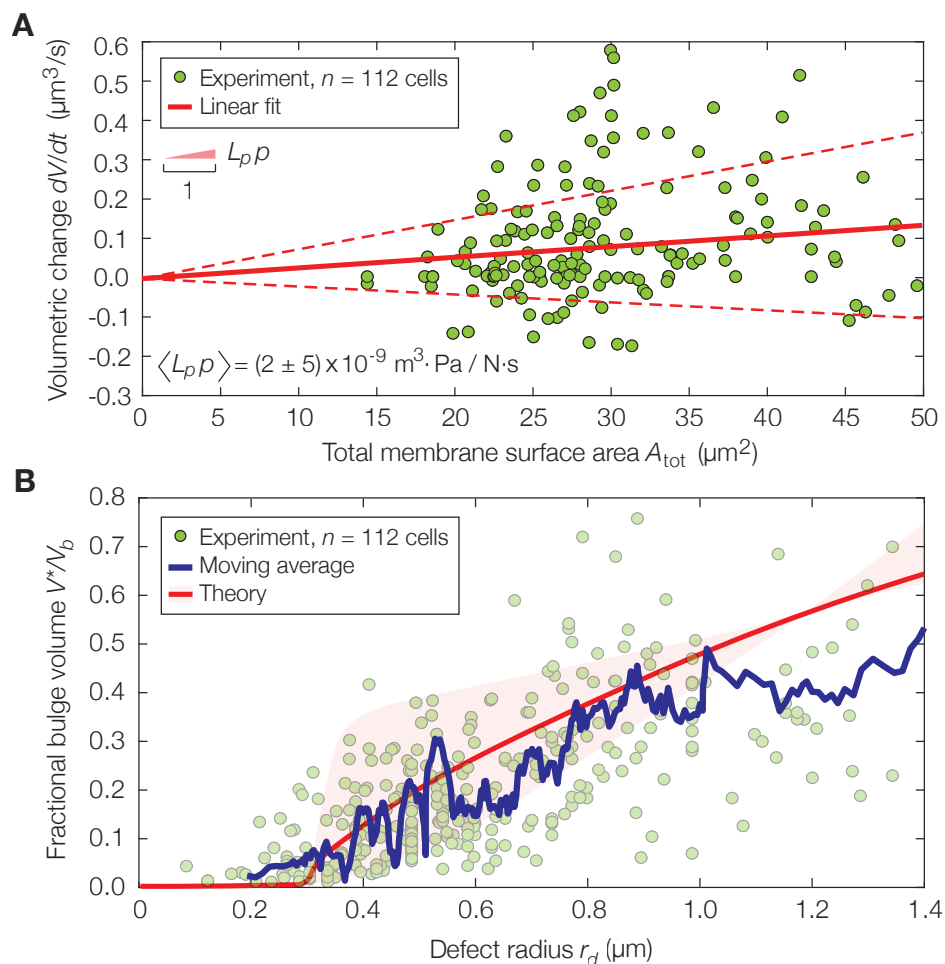 A
Volumetric change dV/dt (μm³/s)
0.6
0.5
0.4
0.3
0.2
0.1
0.0
-0.1
-0.2
-0.3
Experiment, n = 112 cells
Linear fit
Lₚ p
1
⟨Lₚ p⟩ = (2 ± 5) x 10⁻⁹ m³·Pa / N·s
0 5 10 15 20 25 30 35 40 45 50
Total membrane surface area A_tot (μm²)
B
Fractional bulge volume V*/V_b
0.8
0.7
0.6
0.5
0.4
0.3
0.2
0.1
0.0
Experiment, n = 112 cells
Moving average
Theory
0 0.2 0.4 0.6 0.8 1.0 1.2 1.4
Defect radius r_d (μm)